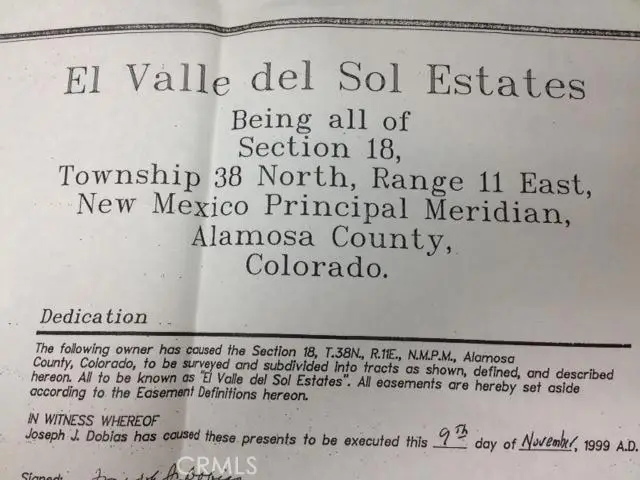 El Valle del Sol Estates
Being all of
Section 18,
Township 38 North, Range 11 East,
New Mexico Principal Meridian,
Alamosa County,
Colorado.
Dedication
The following owner has caused the Section 18, T.38N., R.11E., N.M.P.M., Alamosa
County, Colorado, to be surveyed and subdivided into tracts as shown, defined, and described
hereon. All to be known as "El Valle del Sol Estates". All easements are hereby set aside
according to the Easement Definitions hereon.
IN WITNESS WHEREOF
Joseph J. Dobias has caused these presents to be executed this 9th day of November, 1999 A.D.
Signed:
CRMLS